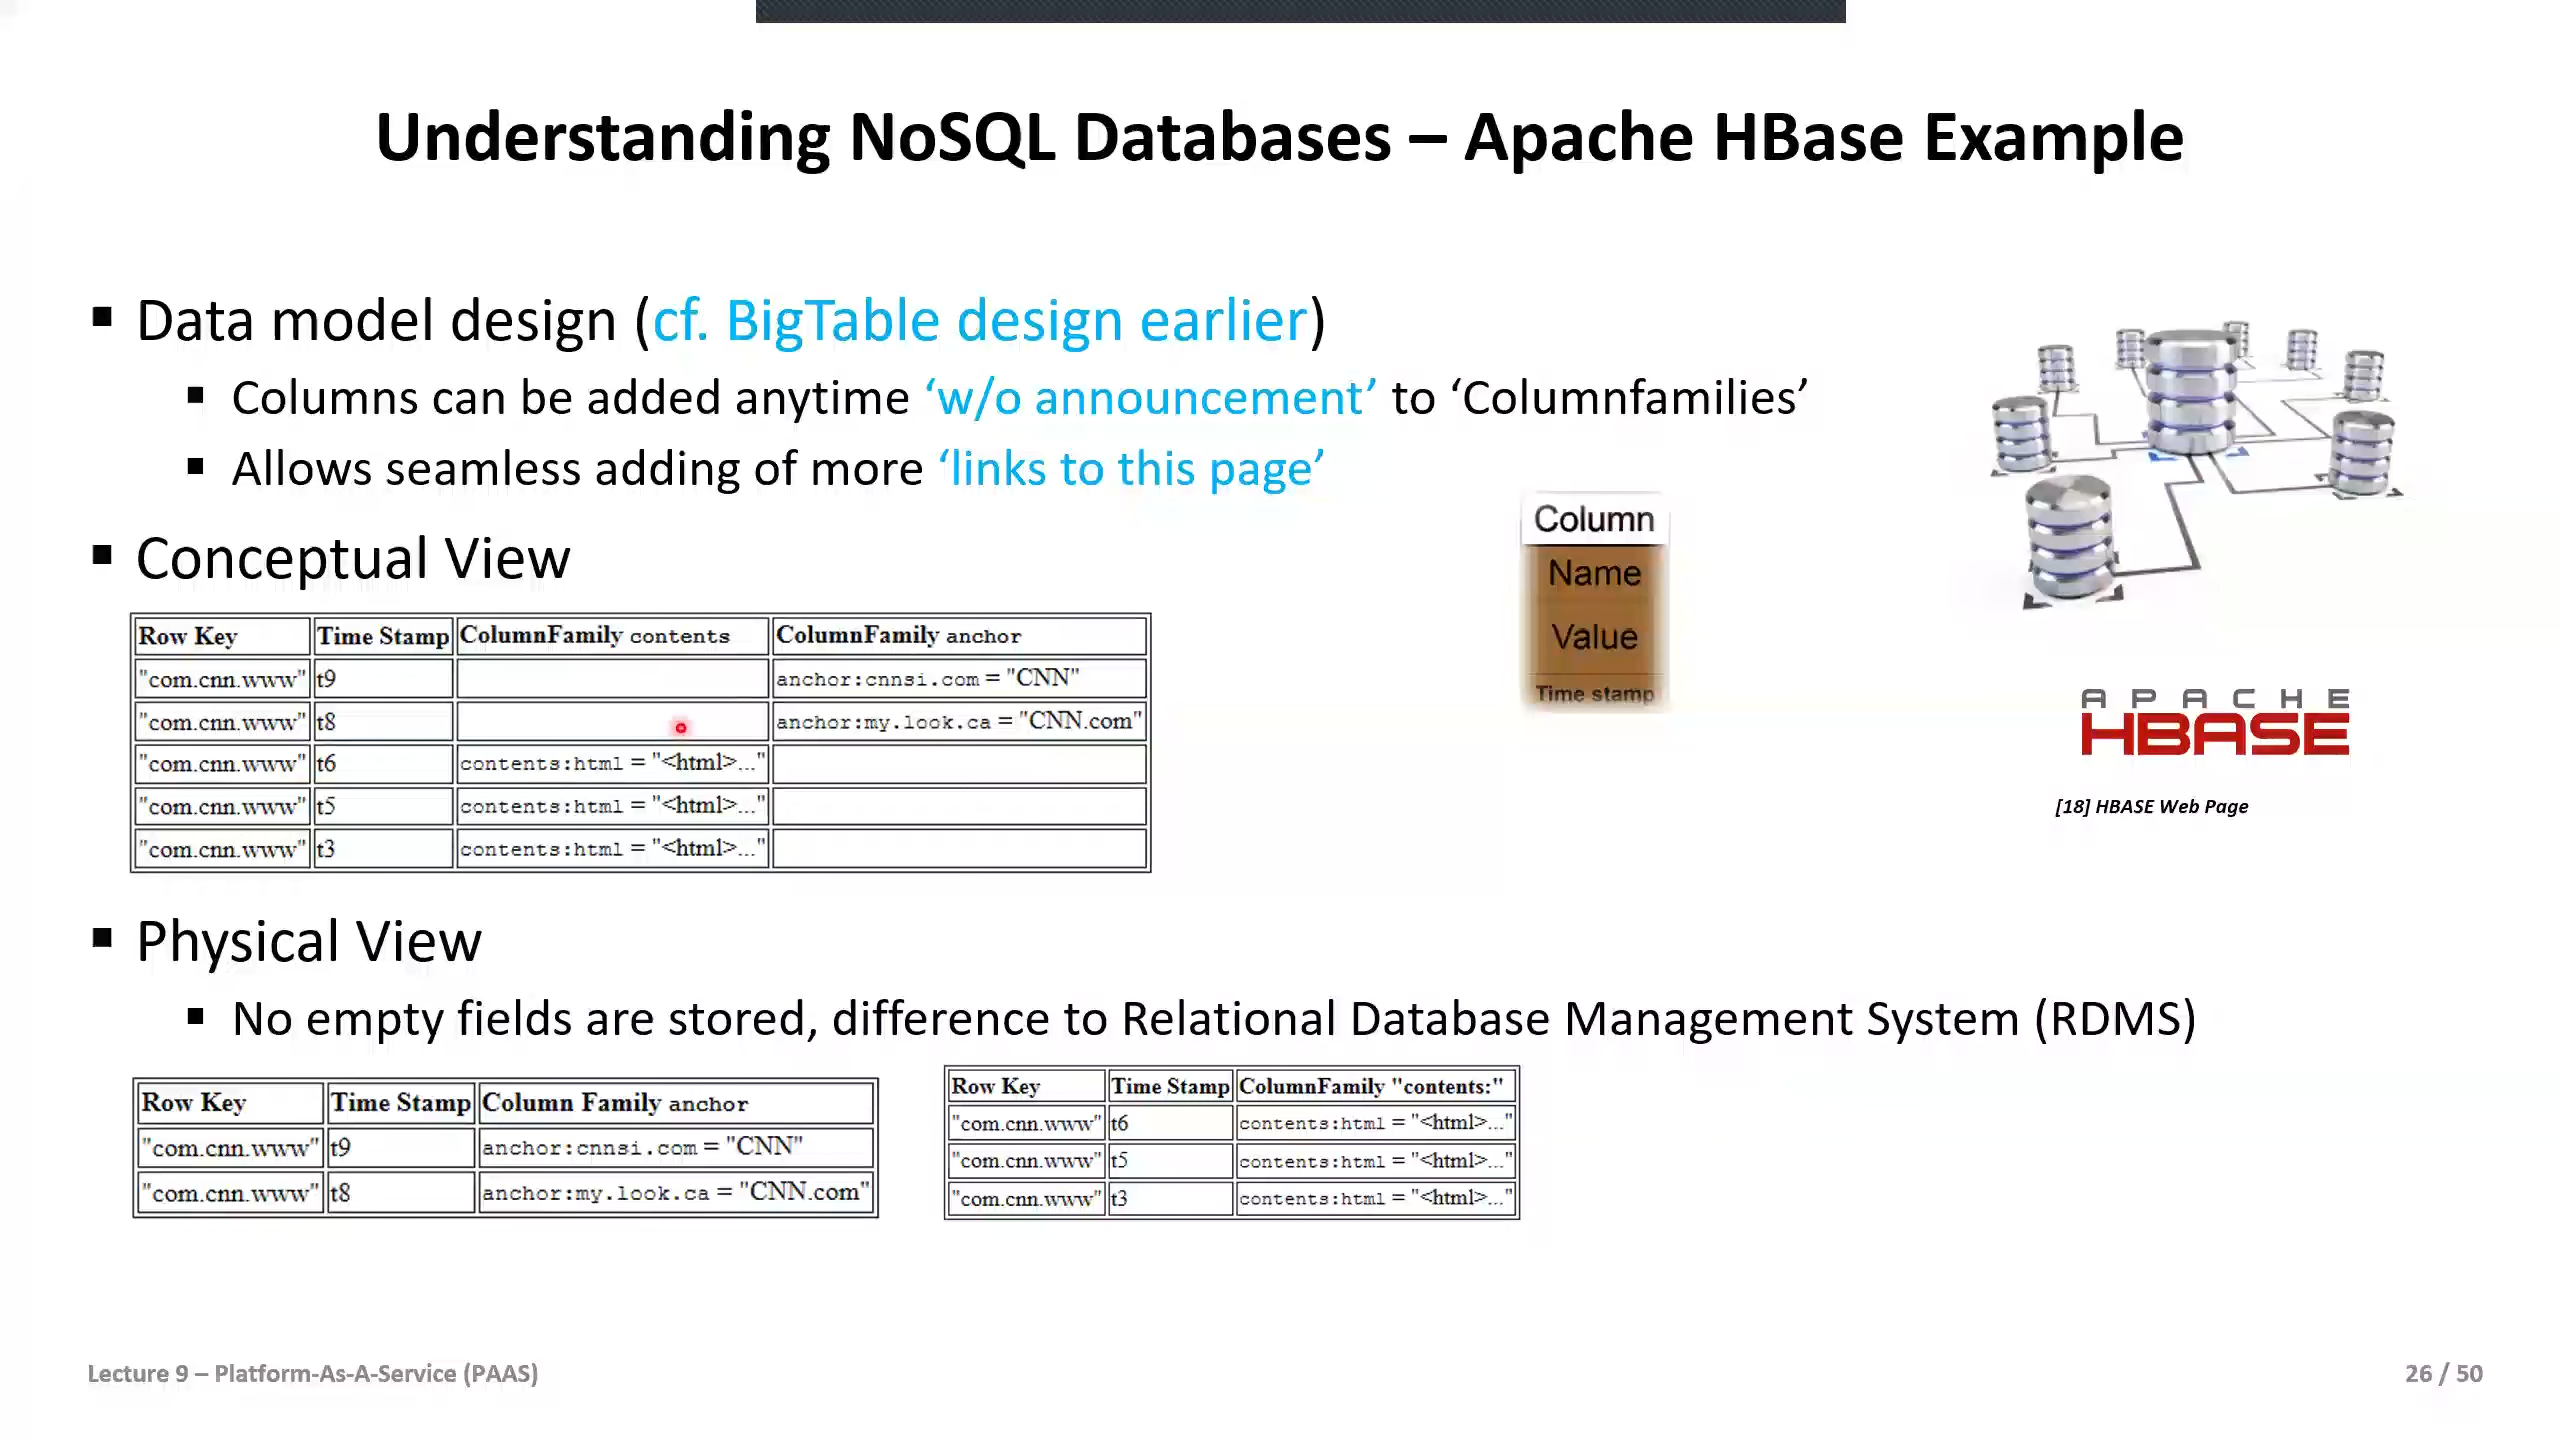 Understanding NoSQL Databases – Apache HBase Example
▪ Data model design (cf. BigTable design earlier)
▪ Columns can be added anytime ‘w/o announcement’ to ‘Columnfamilies’
▪ Allows seamless adding of more ‘links to this page’
▪ Conceptual View
Row Key Time Stamp ColumnFamily contents ColumnFamily anchor
"com.cnn.www" t9 anchor:cnnsi.com = "CNN"
"com.cnn.www" t8 anchor:my.look.ca = "CNN.com"
"com.cnn.www" t6 contents:html = "<html>..."
"com.cnn.www" t5 contents:html = "<html>..."
"com.cnn.www" t3 contents:html = "<html>..."
Column
Name
Value
Time stamp
APACHE
HBASE
[18] HBASE Web Page
▪ Physical View
▪ No empty fields are stored, difference to Relational Database Management System (RDMS)
Row Key Time Stamp Column Family anchor
"com.cnn.www" t9 anchor:cnnsi.com = "CNN"
"com.cnn.www" t8 anchor:my.look.ca = "CNN.com"
Row Key Time Stamp ColumnFamily "contents:"
"com.cnn.www" t6 contents:html = "<html>..."
"com.cnn.www" t5 contents:html = "<html>..."
"com.cnn.www" t3 contents:html = "<html>..."
Lecture 9 – Platform-As-A-Service (PAAS)
26 / 50